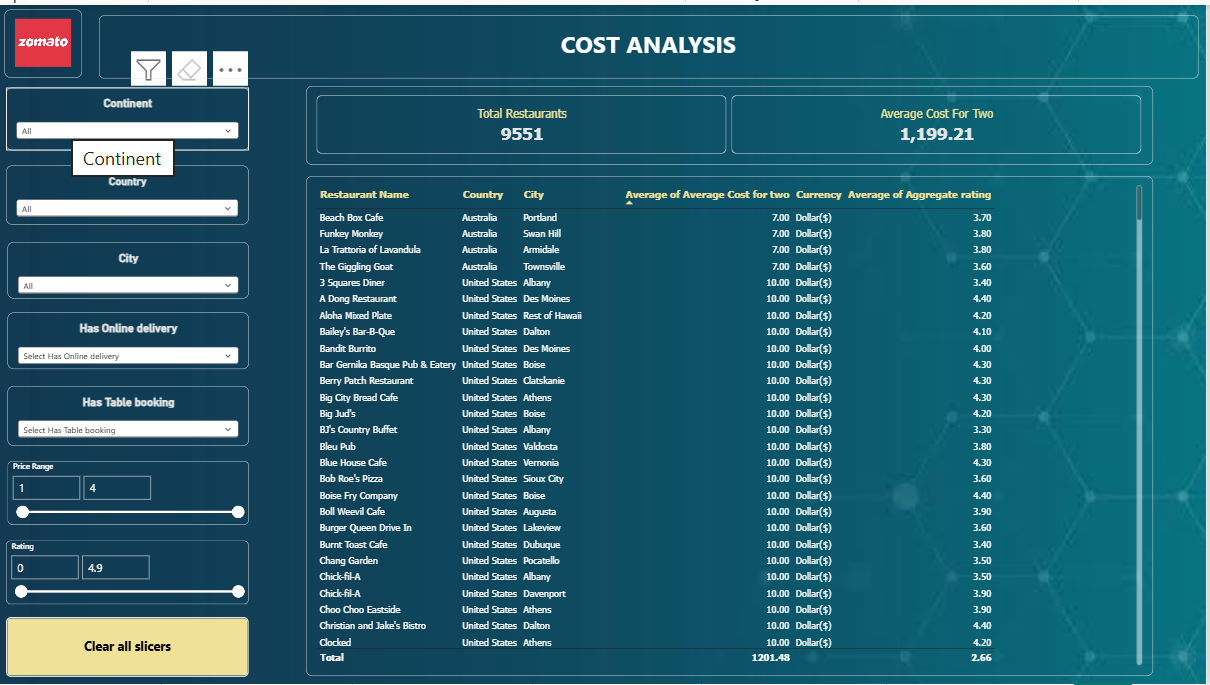 zomato
COST ANALYSIS
Continent
All
Continent
Country
All
City
All
Has Online delivery
Select Has Online delivery
Has Table booking
Select Has Table booking
Price Range
1 4
Rating
0 4.9
Clear all slicers
Total Restaurants
9551
Average Cost For Two
1,199.21
Restaurant Name Country City Average of Average Cost for two Currency Average of Aggregate rating
Beach Box Cafe Australia Portland 7.00 Dollar($) 3.70
Funkey Monkey Australia Swan Hill 7.00 Dollar($) 3.80
La Trattoria of Lavandula Australia Armidale 7.00 Dollar($) 3.80
The Giggling Goat Australia Townsville 7.00 Dollar($) 3.60
3 Squares Diner United States Albany 10.00 Dollar($) 3.40
A Dong Restaurant United States Des Moines 10.00 Dollar($) 4.40
Aloha Mixed Plate United States Rest of Hawaii 10.00 Dollar($) 4.20
Bailey's Bar-B-Que United States Dalton 10.00 Dollar($) 4.10
Bandit Burrito United States Des Moines 10.00 Dollar($) 4.00
Bar Gernika Basque Pub & Eatery United States Boise 10.00 Dollar($) 4.30
Berry Patch Restaurant United States Clatskanie 10.00 Dollar($) 4.30
Big City Bread Cafe United States Athens 10.00 Dollar($) 4.30
Big Jud's United States Boise 10.00 Dollar($) 4.20
BJ's Country Buffet United States Albany 10.00 Dollar($) 3.30
Bleu Pub United States Valdosta 10.00 Dollar($) 3.80
Blue House Cafe United States Vernonia 10.00 Dollar($) 4.30
Bob Roe's Pizza United States Sioux City 10.00 Dollar($) 3.60
Boise Fry Company United States Boise 10.00 Dollar($) 4.40
Boll Weevil Cafe United States Augusta 10.00 Dollar($) 3.90
Burger Queen Drive In United States Lakeview 10.00 Dollar($) 3.60
Burnt Toast Cafe United States Dubuque 10.00 Dollar($) 3.40
Chang Garden United States Pocatello 10.00 Dollar($) 3.50
Chick-fil-A United States Albany 10.00 Dollar($) 3.50
Chick-fil-A United States Davenport 10.00 Dollar($) 3.90
Choo Choo Eastside United States Athens 10.00 Dollar($) 3.90
Christian and Jake's Bistro United States Dalton 10.00 Dollar($) 4.40
Clocked United States Athens 10.00 Dollar($) 4.20
Total 1201.48 2.66